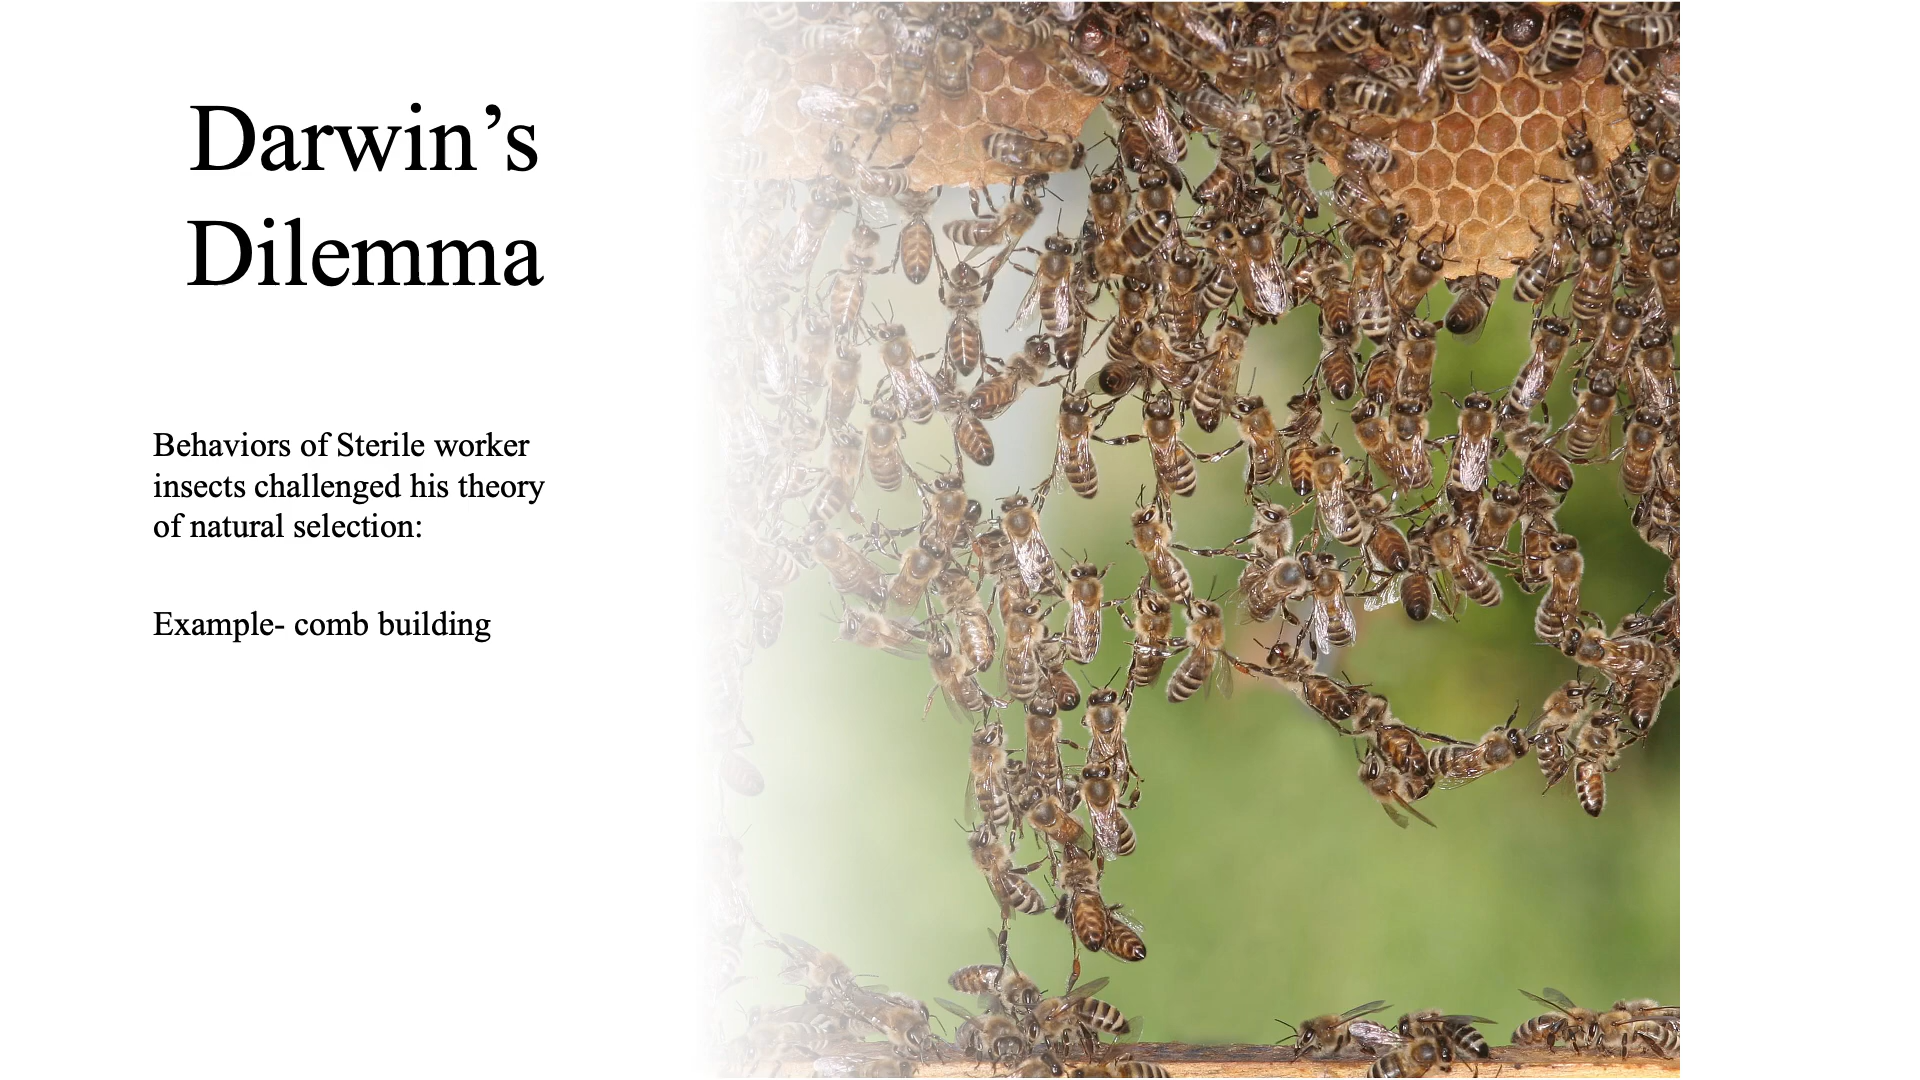 Darwin’s
Dilemma
Behaviors of Sterile worker
insects challenged his theory
of natural selection:
Example- comb building